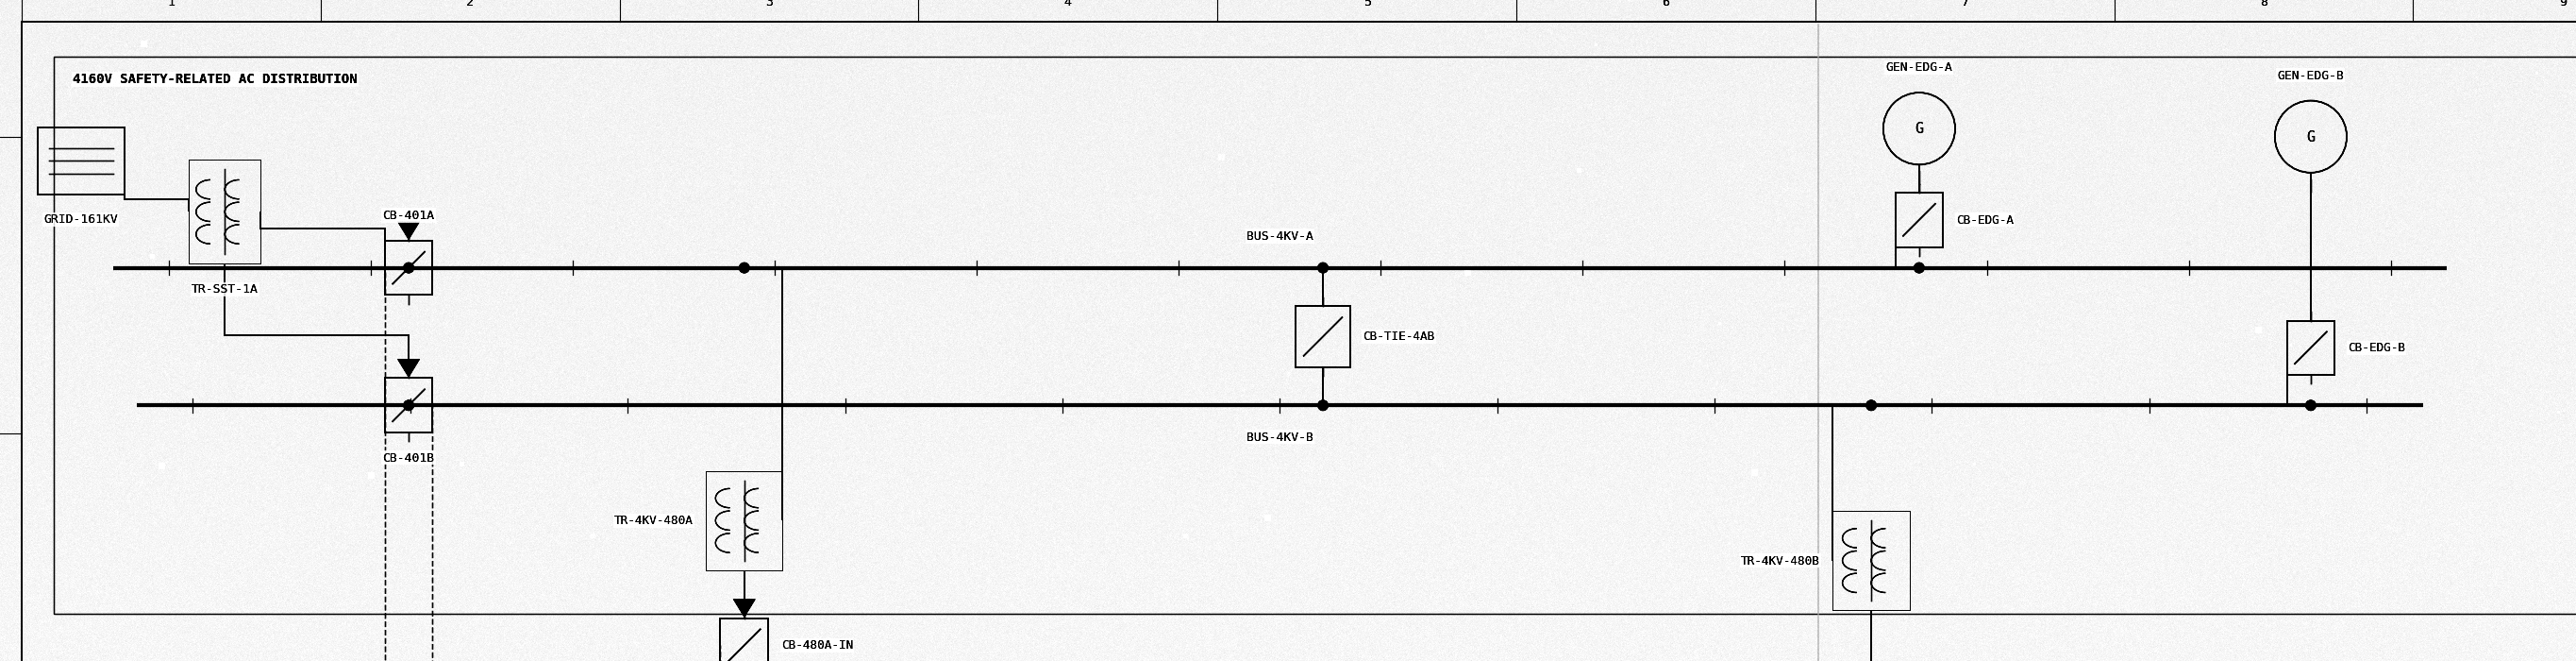 1 2 3 4 5 6 7 8 9
4160V SAFETY-RELATED AC DISTRIBUTION
GEN-EDG-A
GEN-EDG-B
G
G
GRID-161KV
CB-401A
CB-EDG-A
BUS-4KV-A
TR-SST-1A
CB-TIE-4AB
CB-EDG-B
BUS-4KV-B
CB-401B
TR-4KV-480A
TR-4KV-480B
CB-480A-IN